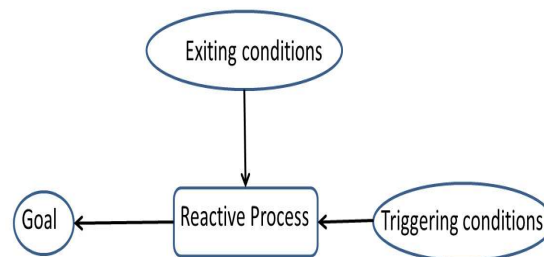 Exiting conditions
Goal
Reactive Process
Triggering conditions